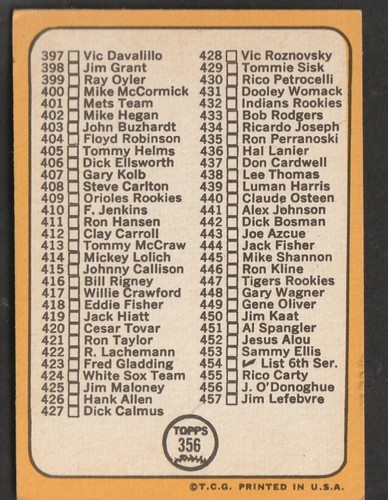 397 Vic Davalillo
398 Jim Grant
399 Ray Oyler
400 Mike McCormick
401 Mets Team
402 Mike Hegan
403 John Buzhardt
404 Floyd Robinson
405 Tommy Helms
406 Dick Ellsworth
407 Gary Kolb
408 Steve Carlton
409 Orioles Rookies
410 F. Jenkins
411 Ron Hansen
412 Clay Carroll
413 Tommy McCraw
414 Mickey Lolich
415 Johnny Callison
416 Bill Rigney
417 Willie Crawford
418 Eddie Fisher
419 Jack Hiatt
420 Cesar Tovar
421 Ron Taylor
422 R. Lachemann
423 Fred Gladding
424 White Sox Team
425 Jim Maloney
426 Hank Allen
427 Dick Calmus
428 Vic Roznovsky
429 Tommie Sisk
430 Rico Petrocelli
431 Dooley Womack
432 Indians Rookies
433 Bob Rodgers
434 Ricardo Joseph
435 Ron Perranoski
436 Hal Lanier
437 Don Cardwell
438 Lee Thomas
439 Luman Harris
440 Claude Osteen
441 Alex Johnson
442 Dick Bosman
443 Joe Azcue
444 Jack Fisher
445 Mike Shannon
446 Ron Kline
447 Tigers Rookies
448 Gary Wagner
449 Gene Oliver
450 Jim Kaat
451 Al Spangler
452 Jesus Alou
453 Sammy Ellis
454 List 6th Ser.
455 Rico Carty
456 J. O'Donoghue
457 Jim Lefebvre
TOPPS
356
©T.C.G. PRINTED IN U.S.A.